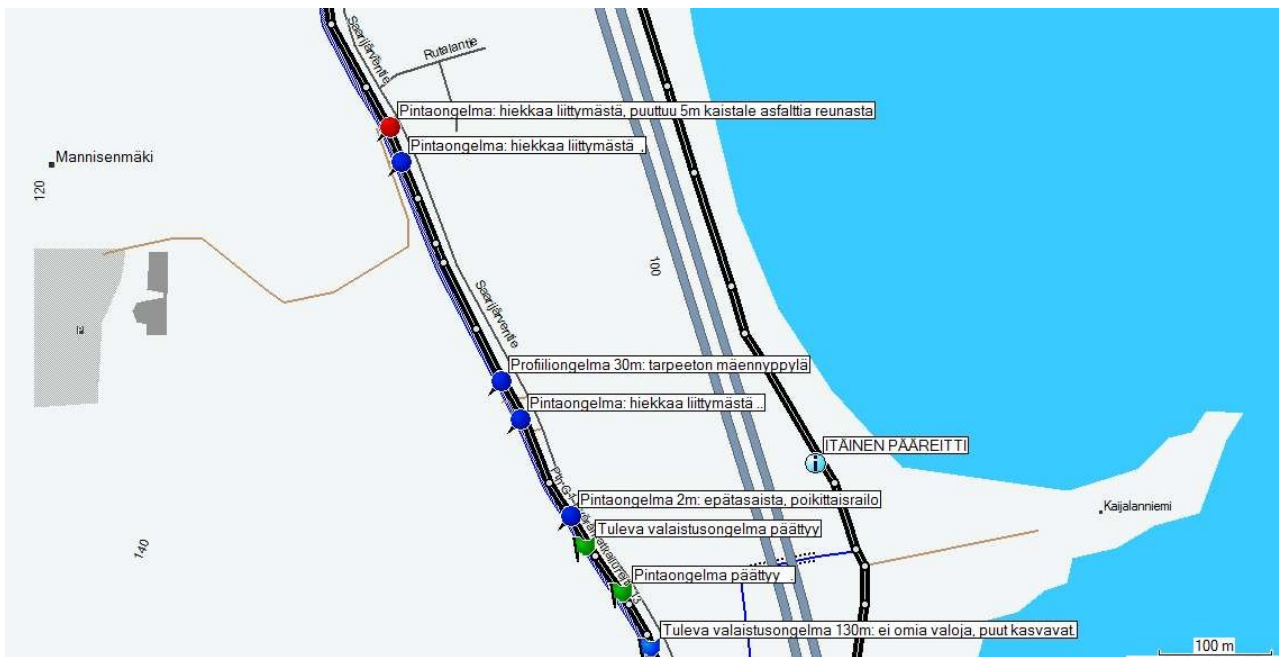 Saarijärventie
Rutalantie
Pintaongelma: hiekkaa liittymästä, puuttuu 5m kaistale asfalttia reunasta
Pintaongelma: hiekkaa liittymästä .
Mannisenmäki
120
100
Saarijärventie
Profiiliongelma 30m: tarpeeton mäennyppylä
Pintaongelma: hiekkaa liittymästä ..
ITÄINEN PÄÄREITTI
Pintaongelma 2m: epätasaista, poikittaisrailo
Kaijalanniemi
Tuleva valaistusongelma päättyy
140
Pintaongelma päättyy .
13
Tuleva valaistusongelma 130m: ei omia valoja, puut kasvavat
100 m